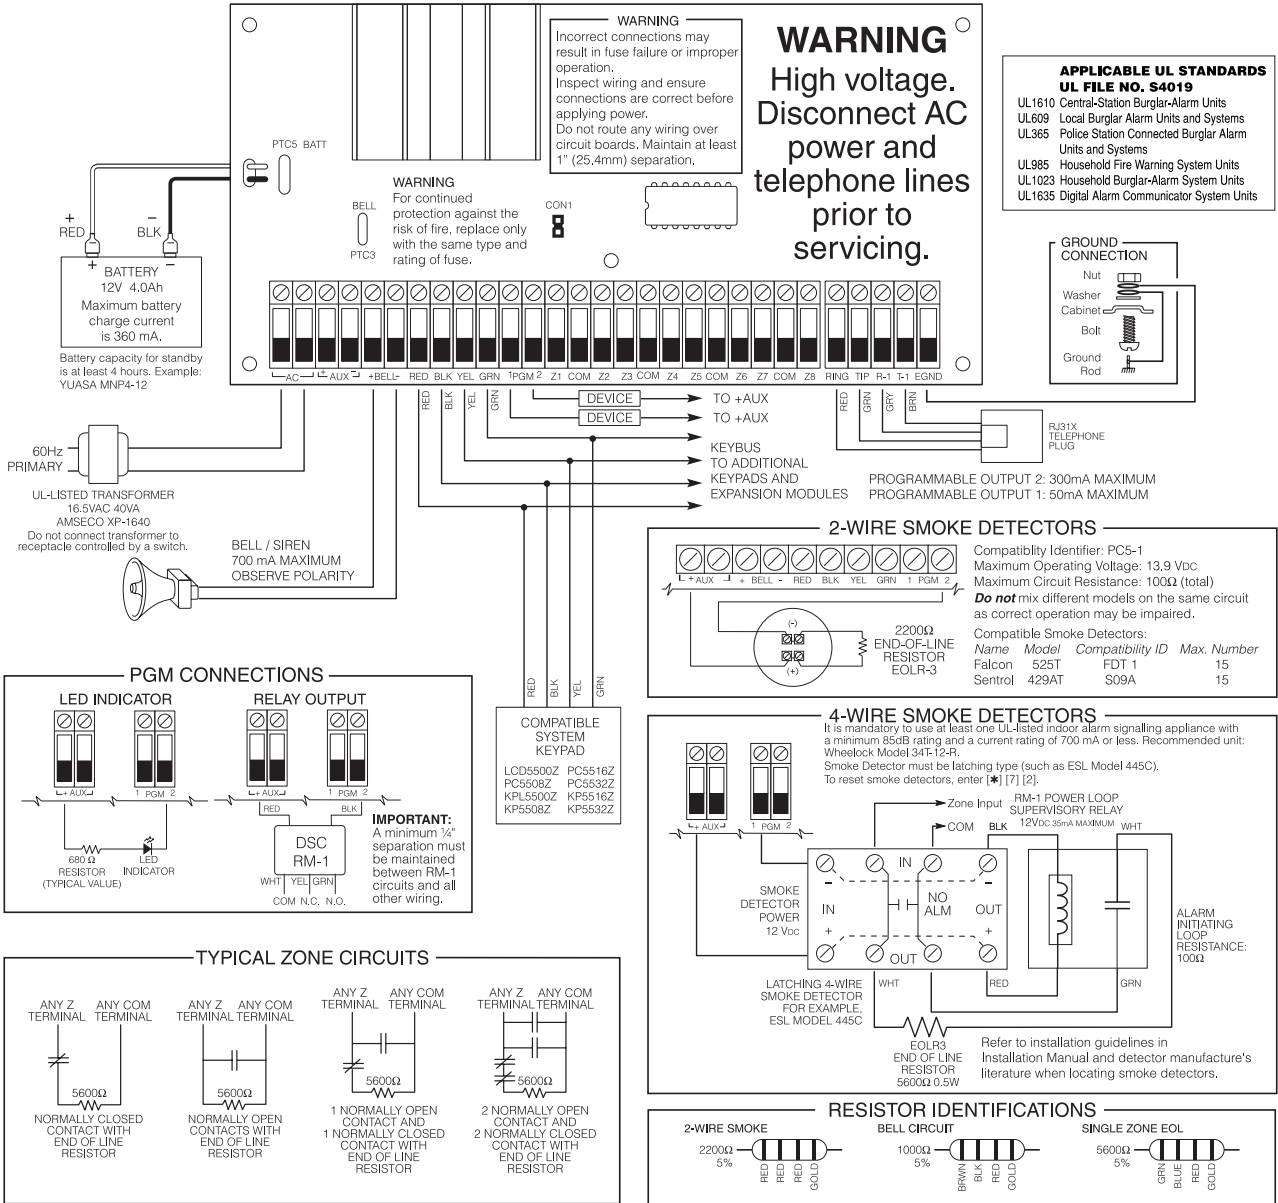 WARNING
Incorrect connections may
result in fuse failure or improper
operation.
Inspect wiring and ensure
connections are correct before
applying power.
Do not route any wiring over
circuit boards. Maintain at least
1" (25.4mm) separation.
WARNING
High voltage.
Disconnect AC
power and
telephone lines
prior to
servicing.
APPLICABLE UL STANDARDS
UL FILE NO. S4019
UL1610 Central-Station Burglar-Alarm Units
UL609 Local Burglar Alarm Units and Systems
UL365 Police Station Connected Burglar Alarm
Units and Systems
UL985 Household Fire Warning System Units
UL1023 Household Burglar-Alarm System Units
UL1635 Digital Alarm Communicator System Units
PTC5 BATT
WARNING
For continued
protection against the
risk of fire, replace only
with the same type and
rating of fuse.
BELL
PTC3
CON1
+ −
RED BLK
+ −
BATTERY
12V 4.0Ah
Maximum battery
charge current
is 360 mA.
Battery capacity for standby
is at least 4 hours. Example:
YUASA MNP4-12
GROUND
CONNECTION
Nut
Washer
Cabinet
Bolt
Ground
Rod
AC + AUX - +BELL- RED BLK YEL GRN 1 PGM 2 Z1 COM Z2 Z3 COM Z4 Z5 COM Z6 Z7 COM Z8 RING TIP R-1 T-1 EGND
RED BLK YEL GRN
DEVICE TO +AUX
DEVICE TO +AUX
KEYBUS
TO ADDITIONAL
KEYPADS AND
EXPANSION MODULES
RED GRN GRY BRN
RJ31X
TELEPHONE
PLUG
PROGRAMMABLE OUTPUT 2: 300mA MAXIMUM
PROGRAMMABLE OUTPUT 1: 50mA MAXIMUM
60Hz
PRIMARY
UL-LISTED TRANSFORMER
16.5VAC 40VA
AMSECO XP-1640
Do not connect transformer to
receptacle controlled by a switch.
BELL / SIREN
700 mA MAXIMUM
OBSERVE POLARITY
RED BLK YEL GRN
COMPATIBLE
SYSTEM
KEYPAD
LCD5500Z PC5516Z
PC5508Z PC5532Z
KPL5500Z KP5516Z
KP5508Z KP5532Z
2-WIRE SMOKE DETECTORS
+ AUX + BELL - RED BLK YEL GRN 1 PGM 2
(-)
(+)
2200Ω
END-OF-LINE
RESISTOR
EOLR-3
Compatiblity Identifier: PC5-1
Maximum Operating Voltage: 13.9 VDC
Maximum Circuit Resistance: 100Ω (total)
Do not mix different models on the same circuit
as correct operation may be impaired.
Compatible Smoke Detectors:
Name Model Compatibility ID Max. Number
Falcon 525T FDT 1 15
Sentrol 429AT S09A 15
PGM CONNECTIONS
LED INDICATOR
+ AUX 1 PGM 2
680 Ω
RESISTOR
(TYPICAL VALUE)
LED
INDICATOR
RELAY OUTPUT
+ AUX 1 PGM 2
RED BLK
DSC
RM-1
WHT YEL GRN
COM N.C. N.O.
IMPORTANT:
A minimum ¼"
separation must
be maintained
between RM-1
circuits and all
other wiring.
4-WIRE SMOKE DETECTORS
It is mandatory to use at least one UL-listed indoor alarm signalling appliance with
a minimum 85dB rating and a current rating of 700 mA or less. Recommended unit:
Wheelock Model 34T-12-R.
Smoke Detector must be latching type (such as ESL Model 445C).
To reset smoke detectors, enter [✱] [7] [2].
+ AUX 1 PGM 2
Zone Input
COM
BLK
RM-1 POWER LOOP
SUPERVISORY RELAY
12VDC 35mA MAXIMUM
WHT
SMOKE
DETECTOR
POWER
12 VDC
IN
- -
IN NO ALM OUT
+ +
OUT
ALARM
INITIATING
LOOP
RESISTANCE:
100Ω
WHT RED GRN
LATCHING 4-WIRE
SMOKE DETECTOR
FOR EXAMPLE,
ESL MODEL 445C
EOLR3
END OF LINE
RESISTOR
5600Ω 0.5W
Refer to installation guidelines in
Installation Manual and detector manufacture's
literature when locating smoke detectors.
TYPICAL ZONE CIRCUITS
ANY Z TERMINAL ANY COM TERMINAL
5600Ω
NORMALLY CLOSED
CONTACT WITH
END OF LINE
RESISTOR
ANY Z TERMINAL ANY COM TERMINAL
5600Ω
NORMALLY OPEN
CONTACTS WITH
END OF LINE
RESISTOR
ANY Z TERMINAL ANY COM TERMINAL
5600Ω
1 NORMALLY OPEN
CONTACT AND
1 NORMALLY CLOSED
CONTACT WITH
END OF LINE
RESISTOR
ANY Z TERMINAL ANY COM TERMINAL
5600Ω
2 NORMALLY OPEN
CONTACT AND
2 NORMALLY CLOSED
CONTACT WITH
END OF LINE
RESISTOR
RESISTOR IDENTIFICATIONS
2-WIRE SMOKE
2200Ω
5%
RED RED RED GOLD
BELL CIRCUIT
1000Ω
5%
BRWN BLK RED GOLD
SINGLE ZONE EOL
5600Ω
5%
GRN BLUE RED GOLD